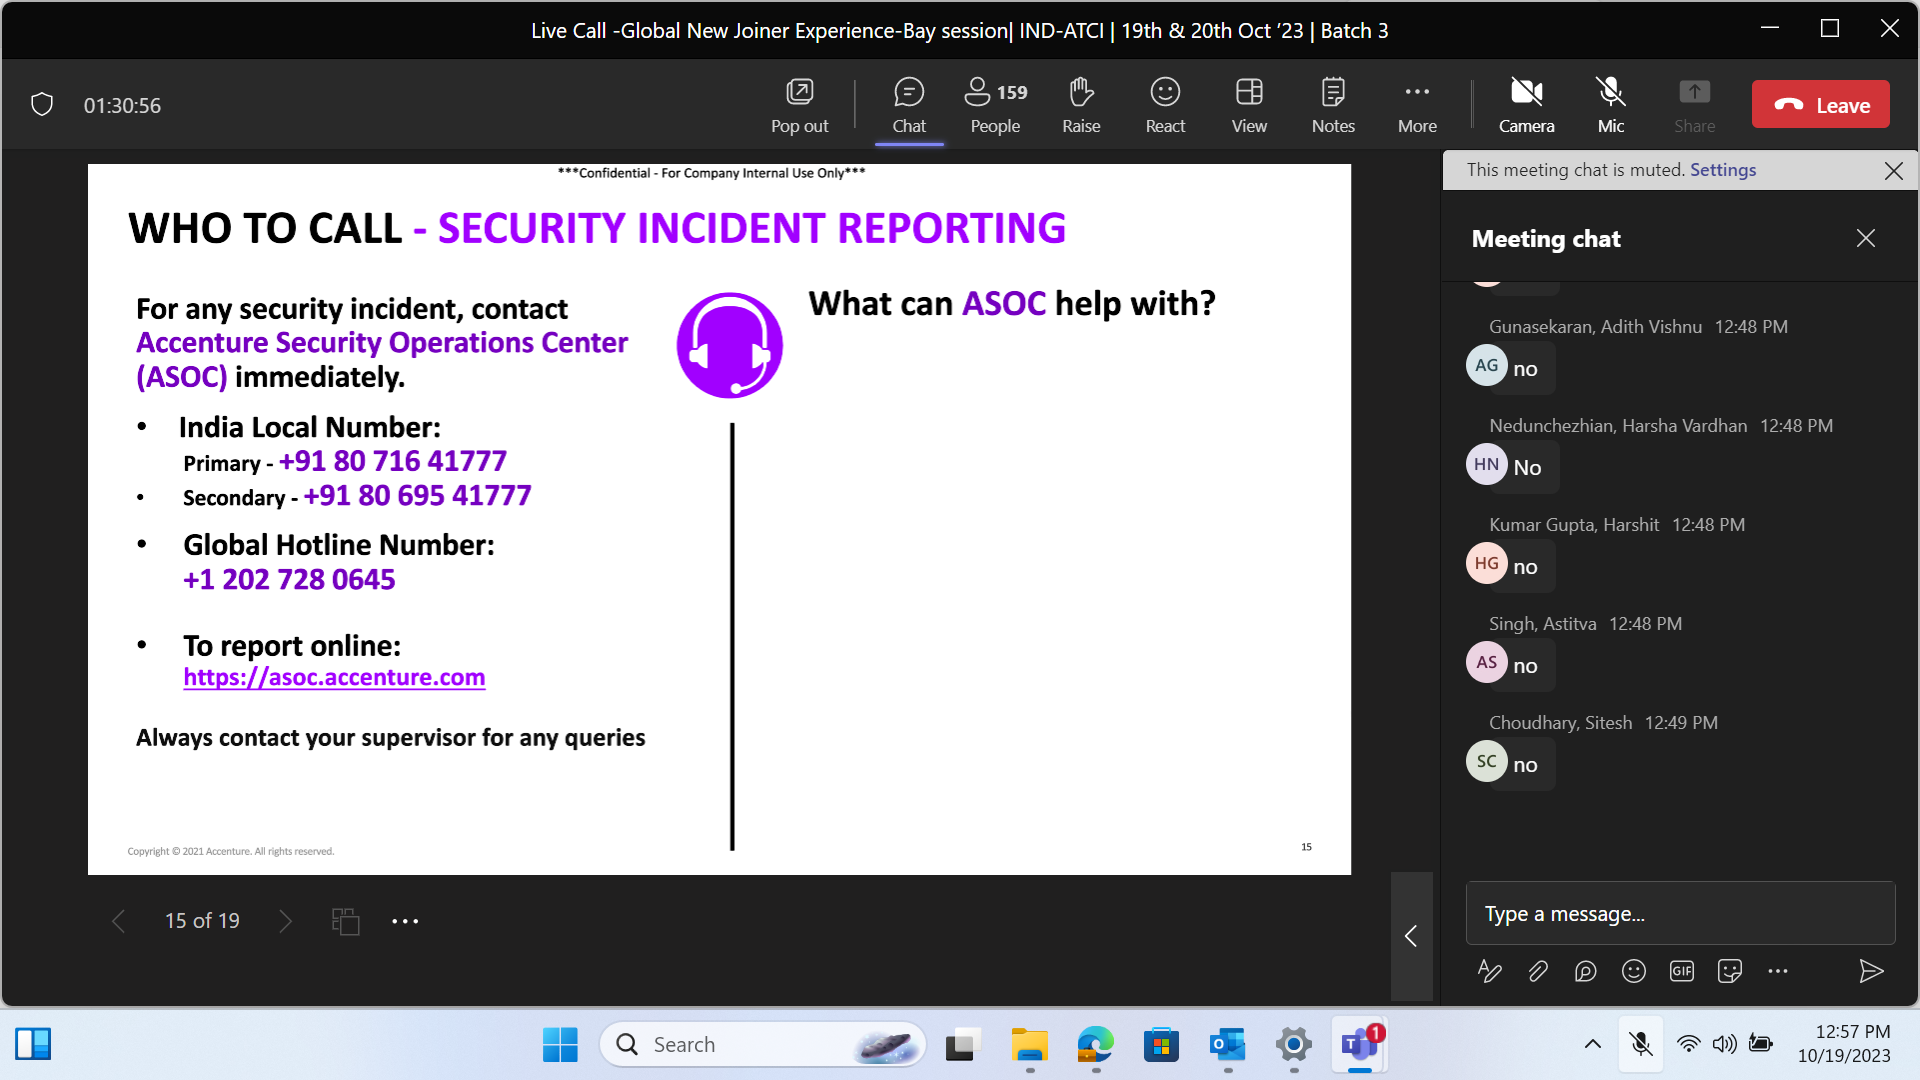 Live Call -Global New Joiner Experience-Bay session| IND-ATCI | 19th & 20th Oct ’23 | Batch 3
01:30:56
Pop out
Chat
159
People
Raise
React
View
Notes
More
Camera
Mic
Share
Leave
***Confidential - For Company Internal Use Only***
WHO TO CALL - SECURITY INCIDENT REPORTING
For any security incident, contact
Accenture Security Operations Center
(ASOC) immediately.
• India Local Number:
Primary - +91 80 716 41777
• Secondary - +91 80 695 41777
• Global Hotline Number:
+1 202 728 0645
• To report online:
https://asoc.accenture.com
Always contact your supervisor for any queries
What can ASOC help with?
Copyright © 2021 Accenture. All rights reserved.
15
15 of 19
This meeting chat is muted. Settings
Meeting chat
Gunasekaran, Adith Vishnu 12:48 PM
AG no
Nedunchezhian, Harsha Vardhan 12:48 PM
HN No
Kumar Gupta, Harshit 12:48 PM
HG no
Singh, Astitva 12:48 PM
AS no
Choudhary, Sitesh 12:49 PM
SC no
Type a message...
GIF
Search
1
12:57 PM
10/19/2023